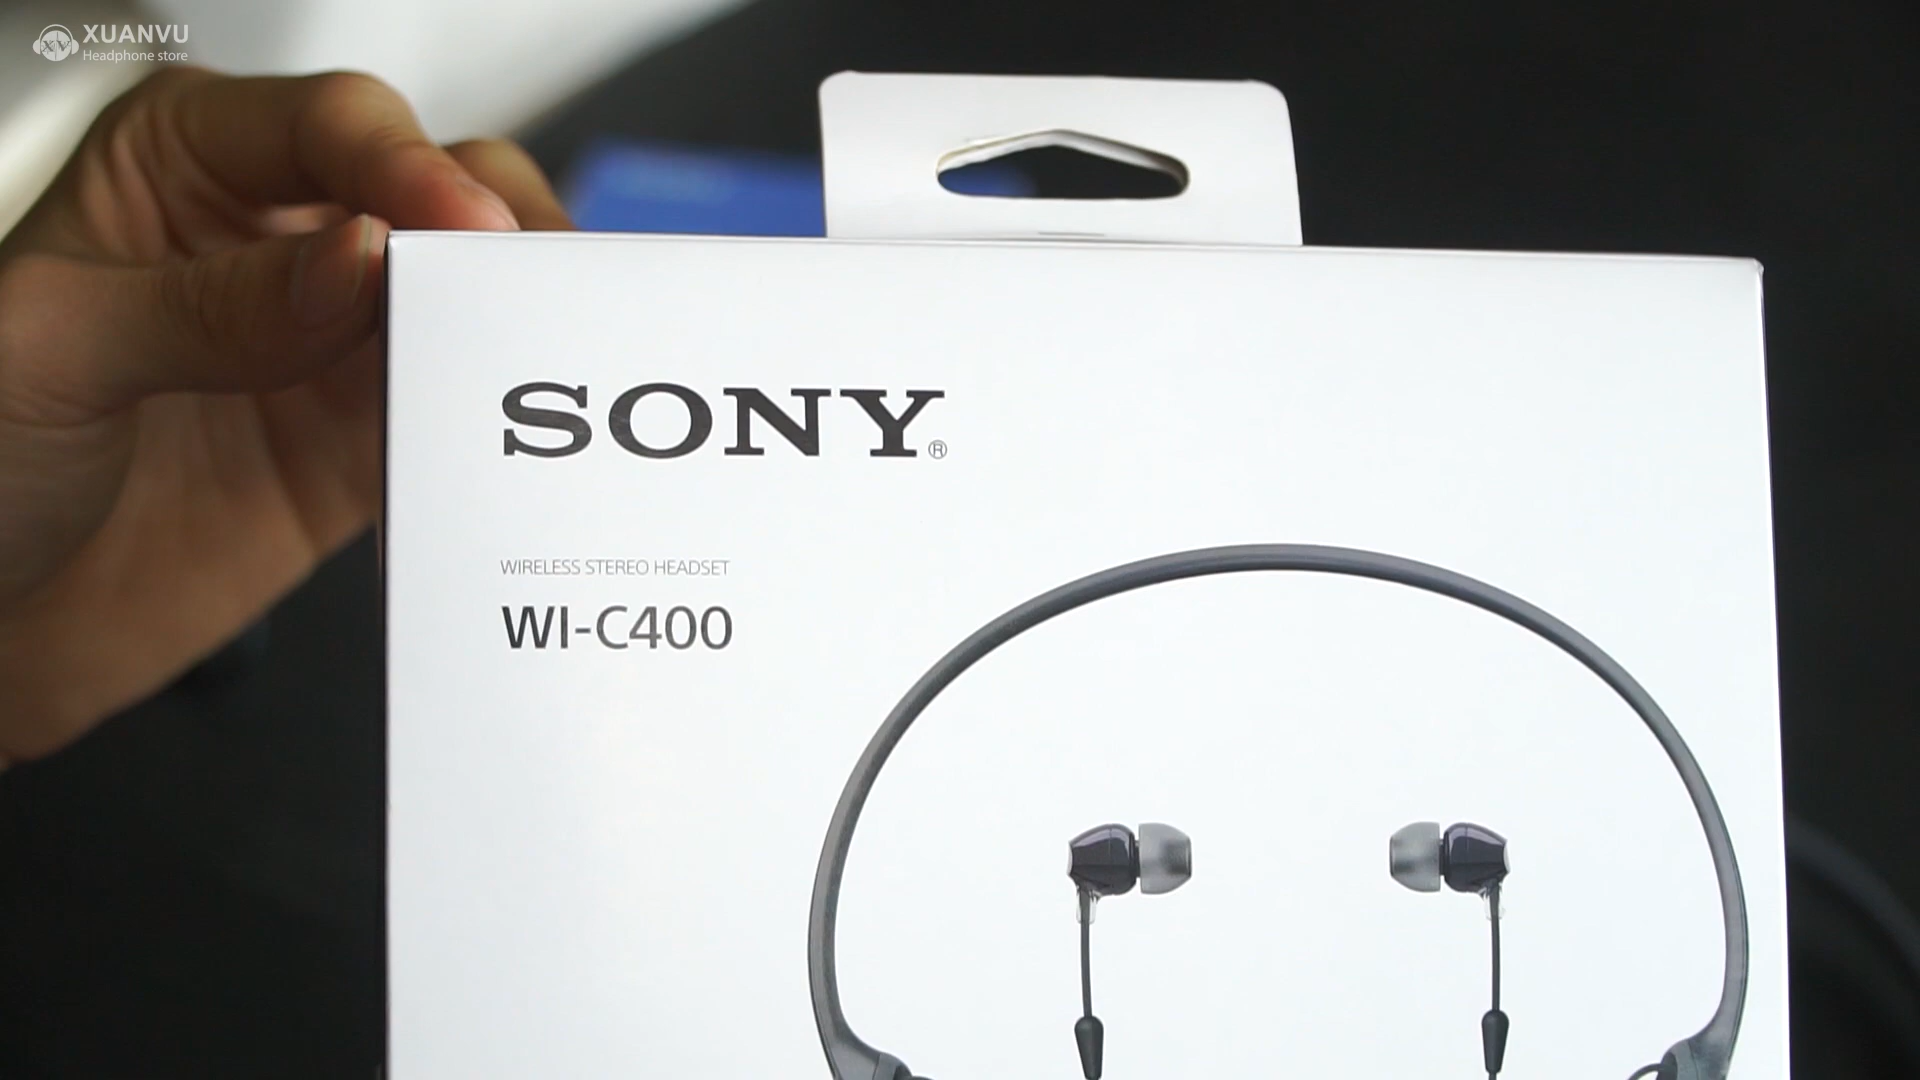 XUANVU
Headphone store
SONY®
WIRELESS STEREO HEADSET
WI-C400